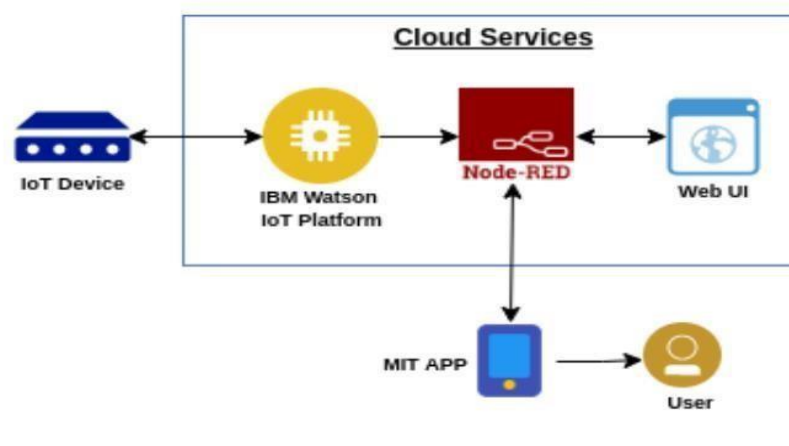 Cloud Services
IoT Device
IBM Watson
IoT Platform
Node-RED
Web UI
MIT APP
User